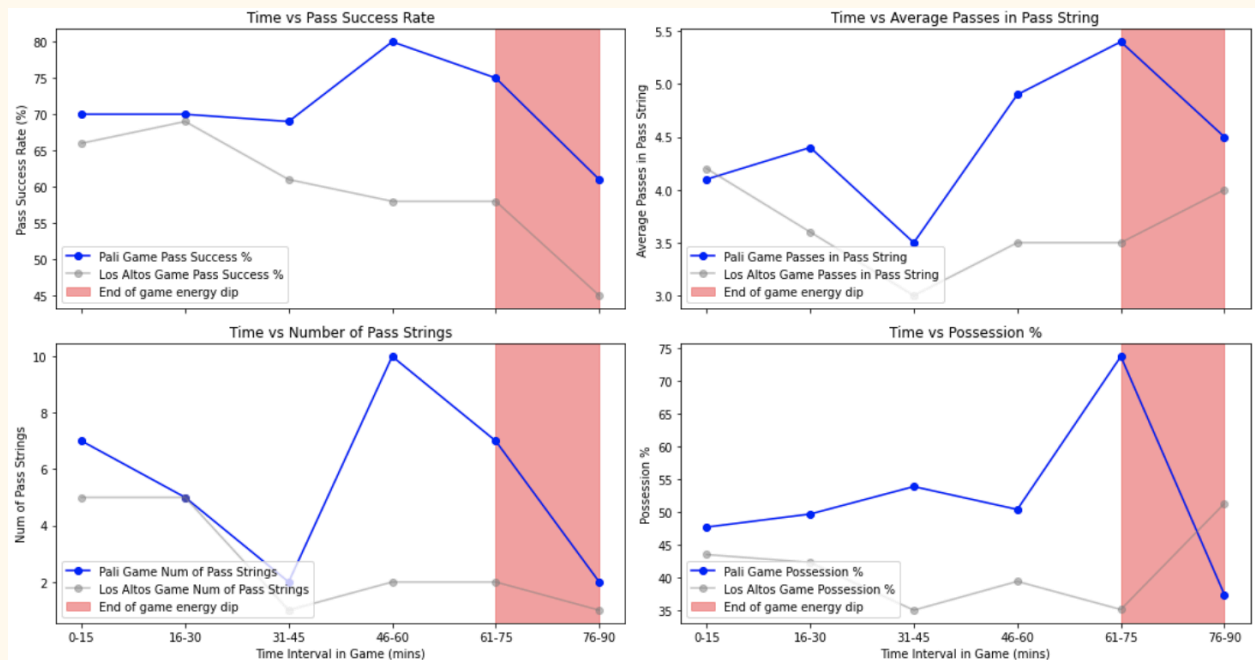 Time vs Pass Success Rate
Pass Success Rate (%)
80
75
70
65
60
55
50
45
Pali Game Pass Success %
Los Altos Game Pass Success %
End of game energy dip
Time vs Average Passes in Pass String
Average Passes in Pass String
5.5
5.0
4.5
4.0
3.5
3.0
Pali Game Passes in Pass String
Los Altos Game Passes in Pass String
End of game energy dip
Time vs Number of Pass Strings
Num of Pass Strings
10
8
6
4
2
Pali Game Num of Pass Strings
Los Altos Game Num of Pass Strings
End of game energy dip
0-15 16-30 31-45 46-60 61-75 76-90
Time Interval in Game (mins)
Time vs Possession %
Possession %
75
70
65
60
55
50
45
40
35
Pali Game Possession %
Los Altos Game Possession %
End of game energy dip
0-15 16-30 31-45 46-60 61-75 76-90
Time Interval in Game (mins)